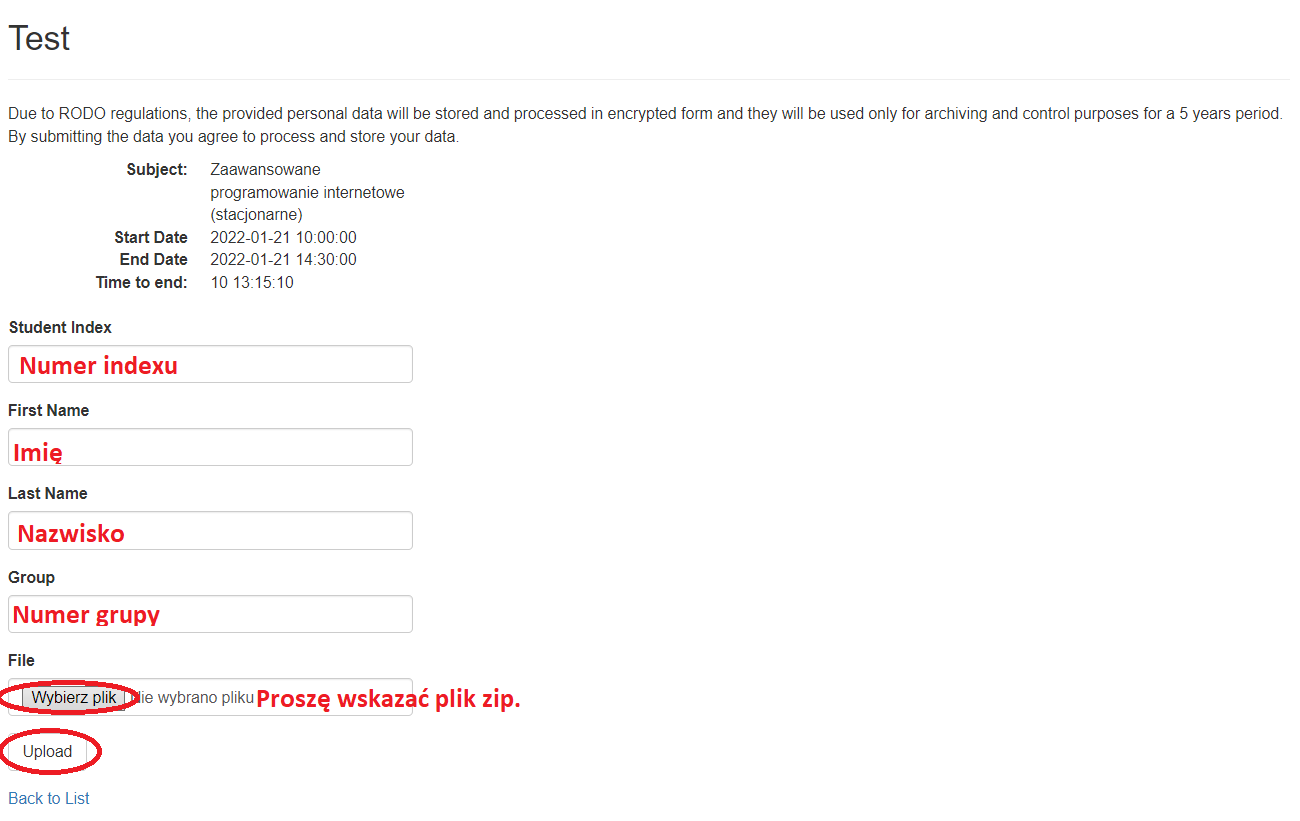 Test
Due to RODO regulations, the provided personal data will be stored and processed in encrypted form and they will be used only for archiving and control purposes for a 5 years period.
By submitting the data you agree to process and store your data.
Subject: Zaawansowane
programowanie internetowe
(stacjonarne)
Start Date 2022-01-21 10:00:00
End Date 2022-01-21 14:30:00
Time to end: 10 13:15:10
Student Index
Numer indexu
First Name
Imię
Last Name
Nazwisko
Group
Numer grupy
File
Wybierz plik Nie wybrano pliku Proszę wskazać plik zip.
Upload
Back to List